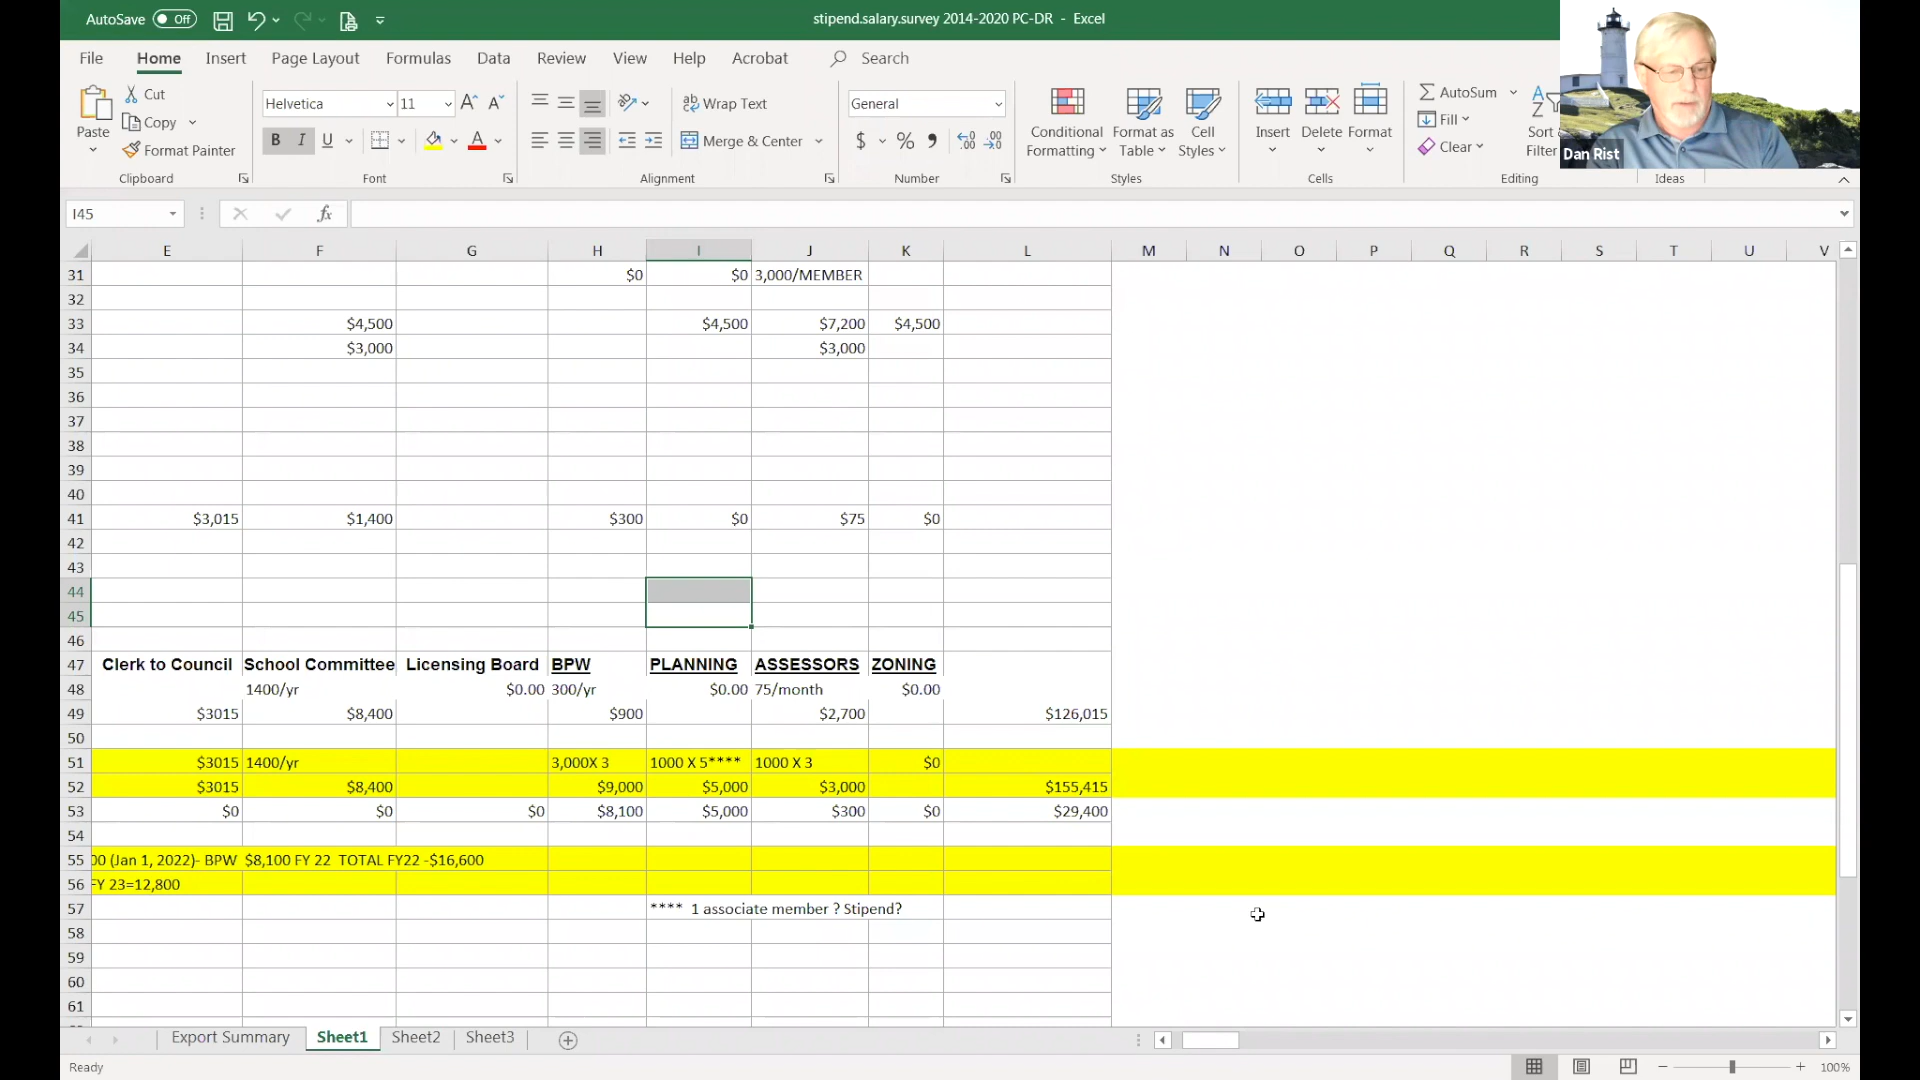 AutoSave Off stipend.salary.survey 2014-2020 PC-DR - Excel
File Home Insert Page Layout Formulas Data Review View Help Acrobat Search
Paste Cut Copy Format Painter
Helvetica 11
B I U
Wrap Text
Merge & Center
General
$ % ,
Conditional Formatting Format as Table Cell Styles
Insert Delete Format
AutoSum Fill Clear
Sort Filter
Dan Rist
Clipboard Font Alignment Number Styles Cells Editing Ideas
I45 fx
E F G H I J K L M N O P Q R S T U V
31 $0 $0 3,000/MEMBER
32
33 $4,500 $4,500 $7,200 $4,500
34 $3,000 $3,000
35
36
37
38
39
40
41 $3,015 $1,400 $300 $0 $75 $0
42
43
44
45
46
47 Clerk to Council School Committee Licensing Board BPW PLANNING ASSESSORS ZONING
48 1400/yr $0.00 300/yr $0.00 75/month $0.00
49 $3015 $8,400 $900 $2,700 $126,015
50
51 $3015 1400/yr 3,000X 3 1000 X 5**** 1000 X 3 $0
52 $3015 $8,400 $9,000 $5,000 $3,000 $155,415
53 $0 $0 $0 $8,100 $5,000 $300 $0 $29,400
54
55 00 (Jan 1, 2022)- BPW $8,100 FY 22 TOTAL FY22 -$16,600
56 FY 23=12,800
57 **** 1 associate member ? Stipend?
58
59
60
61
Export Summary Sheet1 Sheet2 Sheet3
Ready 100%